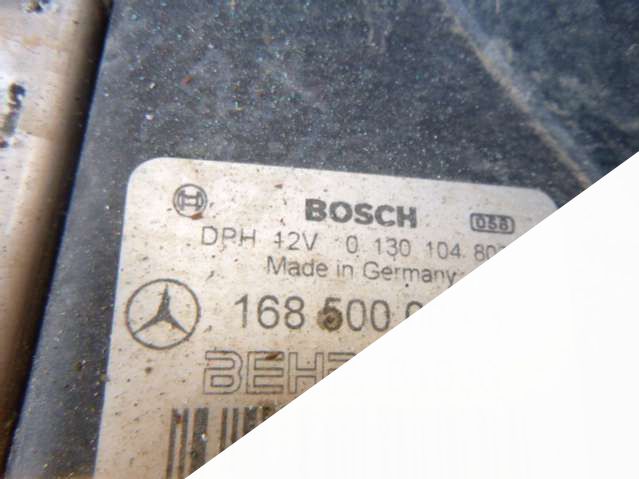 BOSCH 058
DPH 12V 0 130 104
Made in Germany
168 500